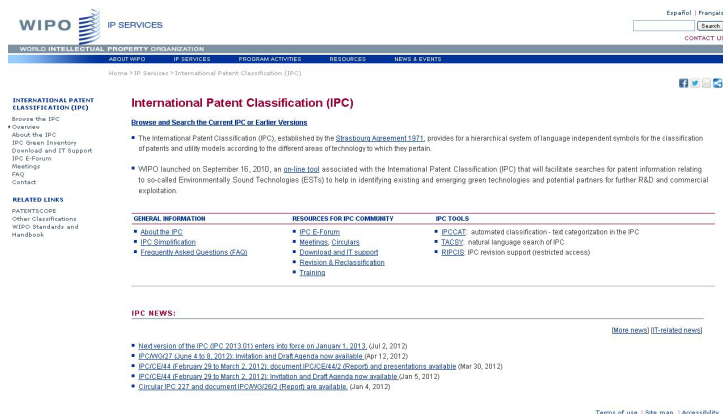 Español | Français
WIPO IP SERVICES
Search
CONTACT US
WORLD INTELLECTUAL PROPERTY ORGANIZATION
ABOUT WIPO IP SERVICES PROGRAM ACTIVITIES RESOURCES NEWS & EVENTS
Home > IP Services > International Patent Classification (IPC)
INTERNATIONAL PATENT
CLASSIFICATION (IPC)
Browse the IPC
Overview
About the IPC
IPC Green Inventory
Download and IT Support
IPC E-Forum
Meetings
FAQ
Contact
RELATED LINKS
PATENTSCOPE
Other Classifications
WIPO Standards and
Handbook
International Patent Classification (IPC)
Browse and Search the Current IPC or Earlier Versions
The International Patent Classification (IPC), established by the Strasbourg Agreement 1971, provides for a hierarchical system of language independent symbols for the classification
of patents and utility models according to the different areas of technology to which they pertain.
WIPO launched on September 16, 2010, an on-line tool associated with the International Patent Classification (IPC) that will facilitate searches for patent information relating
to so-called Environmentally Sound Technologies (ESTs) to help in identifying existing and emerging green technologies and potential partners for further R&D and commercial
exploitation.
GENERAL INFORMATION
About the IPC
IPC Simplification
Frequently Asked Questions (FAQ)
RESOURCES FOR IPC COMMUNITY
IPC E-Forum
Meetings, Circulars
Download and IT support
Revision & Reclassification
Training
IPC TOOLS
IPCCAT: automated classification - text categorization in the IPC
TACSY: natural language search of IPC
RIPCIS: IPC revision support (restricted access)
IPC NEWS:
[More news] [IT-related news]
Next version of the IPC (IPC 2013.01) enters into force on January 1, 2013. (Jul 2, 2012)
IPC/WG/27 (June 4 to 8, 2012): Invitation and Draft Agenda now available (Apr 12, 2012)
IPC/CE/44 (February 29 to March 2, 2012): document IPC/CE/44/2 (Report) and presentations available (Mar 30, 2012)
IPC/CE/44 (February 29 to March 2, 2012): Invitation and Draft Agenda now available (Jan 5, 2012)
Circular IPC 227 and document IPC/WG/26/2 (Report) are available. (Jan 4, 2012)
Terms of use | Site map | Accessibility